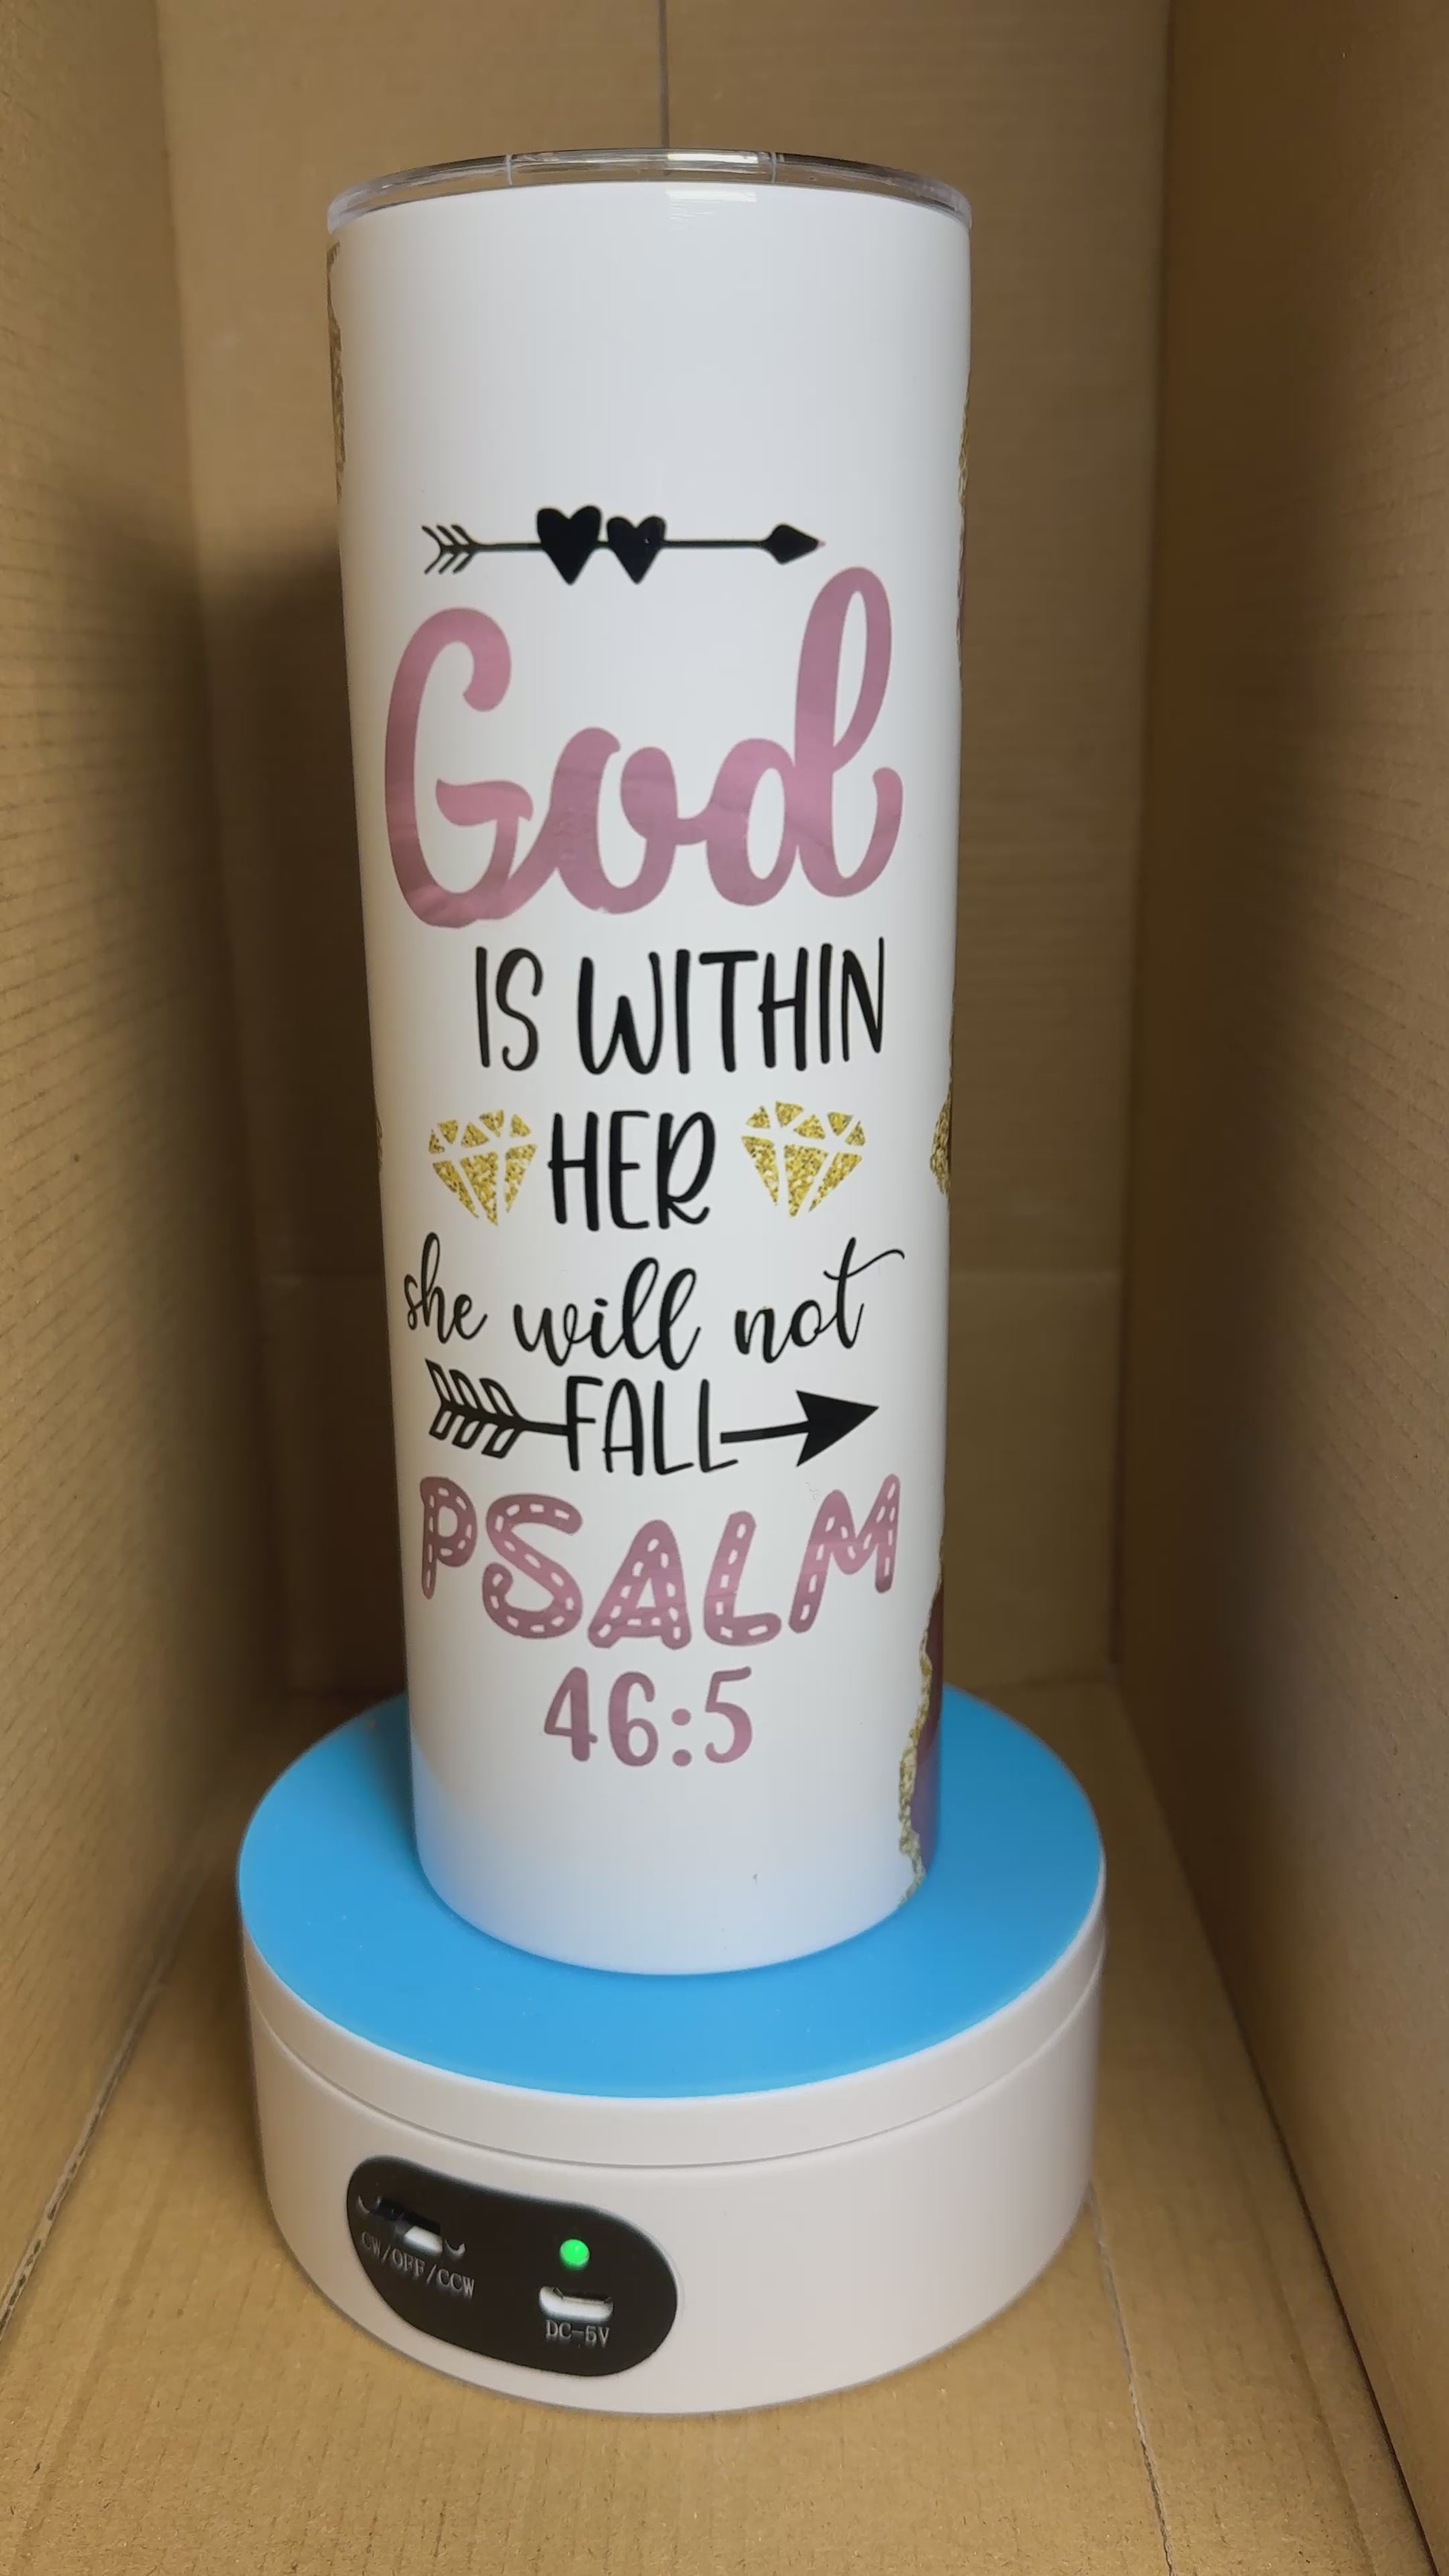 God
IS WITHIN
HER
she will not
FALL
PSALM
46:5
CW/OFF/CCW
DC-5V